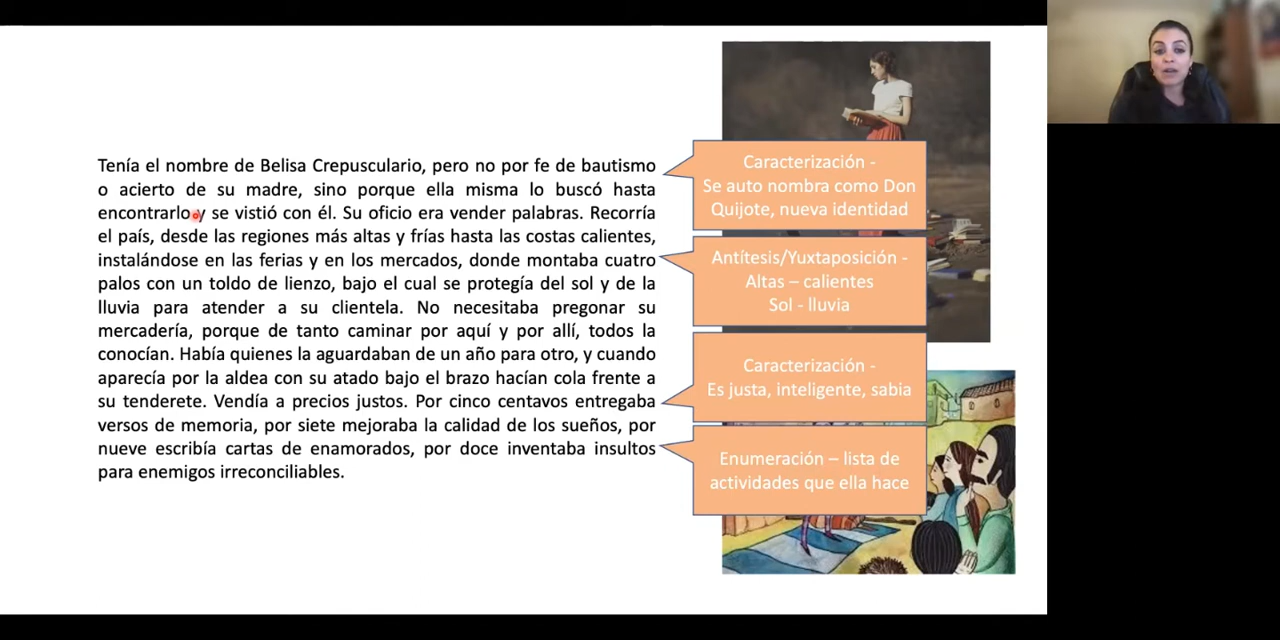 Tenía el nombre de Belisa Crepusculario, pero no por fe de bautismo
o acierto de su madre, sino porque ella misma lo buscó hasta
encontrarlo y se vistió con él. Su oficio era vender palabras. Recorría
el país, desde las regiones más altas y frías hasta las costas calientes,
instalándose en las ferias y en los mercados, donde montaba cuatro
palos con un toldo de lienzo, bajo el cual se protegía del sol y de la
lluvia para atender a su clientela. No necesitaba pregonar su
mercadería, porque de tanto caminar por aquí y por allí, todos la
conocían. Había quienes la aguardaban de un año para otro, y cuando
aparecía por la aldea con su atado bajo el brazo hacían cola frente a
su tenderete. Vendía a precios justos. Por cinco centavos entregaba
versos de memoria, por siete mejoraba la calidad de los sueños, por
nueve escribía cartas de enamorados, por doce inventaba insultos
para enemigos irreconciliables.
Caracterización -
Se auto nombra como Don
Quijote, nueva identidad
Antítesis/Yuxtaposición -
Altas – calientes
Sol - lluvia
Caracterización -
Es justa, inteligente, sabia
Enumeración – lista de
actividades que ella hace